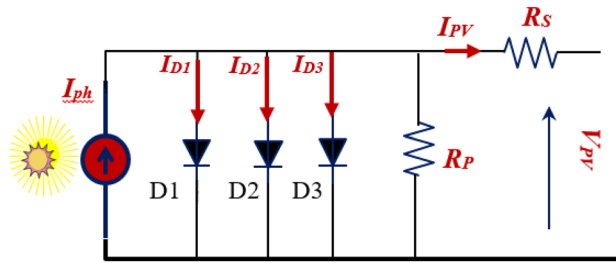 I_PV
R_S
I_D1 I_D2 I_D3
I_ph
D1 D2 D3
R_P
V_PV